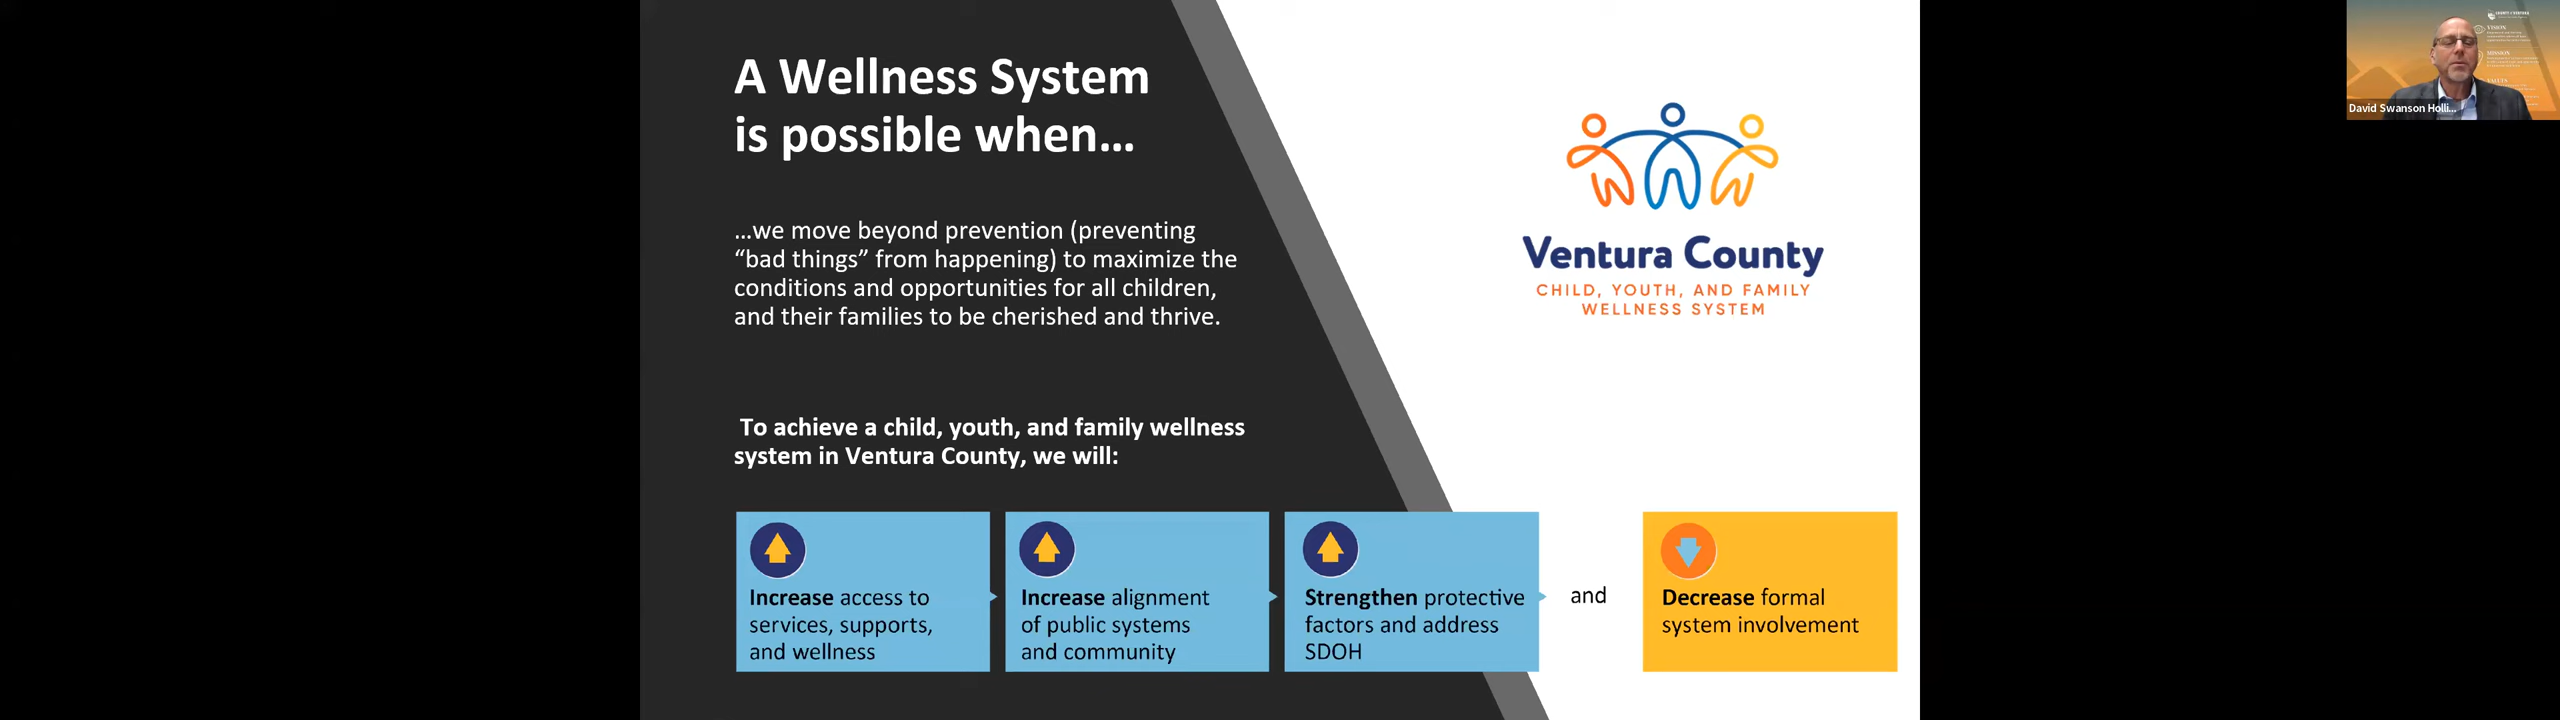 A Wellness System
is possible when...
...we move beyond prevention (preventing
“bad things” from happening) to maximize the
conditions and opportunities for all children,
and their families to be cherished and thrive.
To achieve a child, youth, and family wellness
system in Ventura County, we will:
Increase access to
services, supports,
and wellness
Increase alignment
of public systems
and community
Strengthen protective
factors and address
SDOH
and
Decrease formal
system involvement
Ventura County
CHILD, YOUTH, AND FAMILY
WELLNESS SYSTEM
VISION
MISSION
VALUES
David Swanson Holli...